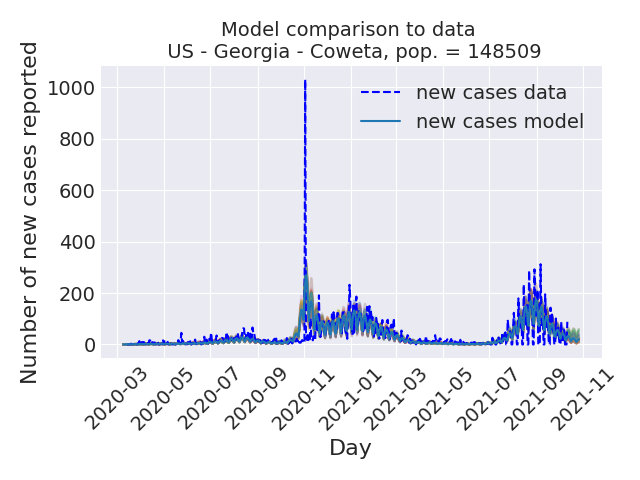 Model comparison to data
US - Georgia - Coweta, pop. = 148509
Number of new cases reported
1000
800
600
400
200
0
new cases data
new cases model
2020-03
2020-05
2020-07
2020-09
2020-11
2021-01
2021-03
2021-05
2021-07
2021-09
2021-11
Day